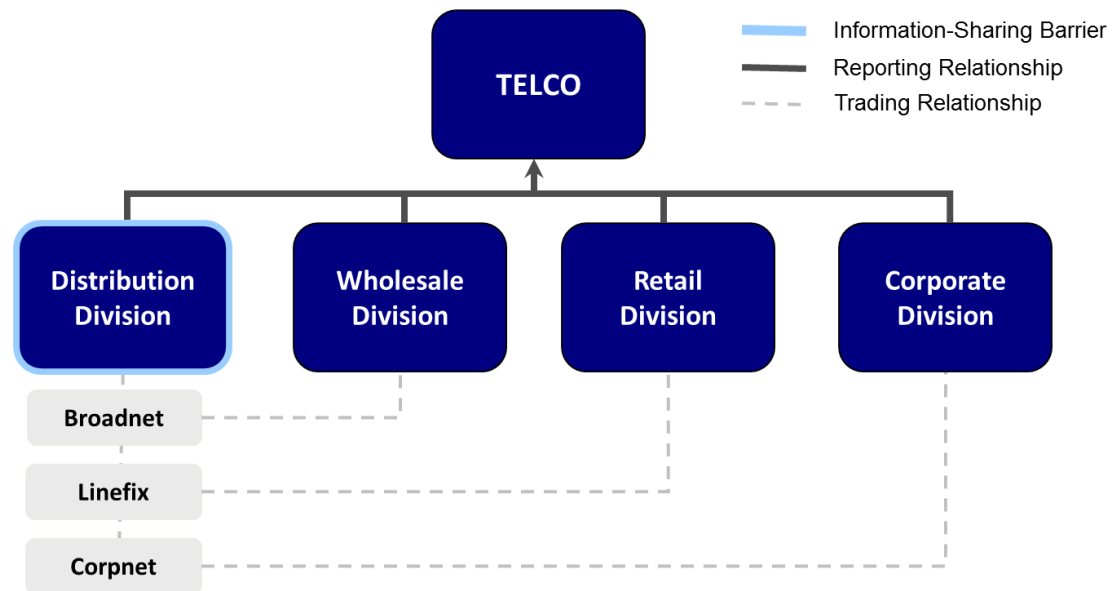 TELCO
Information-Sharing Barrier
Reporting Relationship
Trading Relationship
Distribution
Division
Wholesale
Division
Retail
Division
Corporate
Division
Broadnet
Linefix
Corpnet